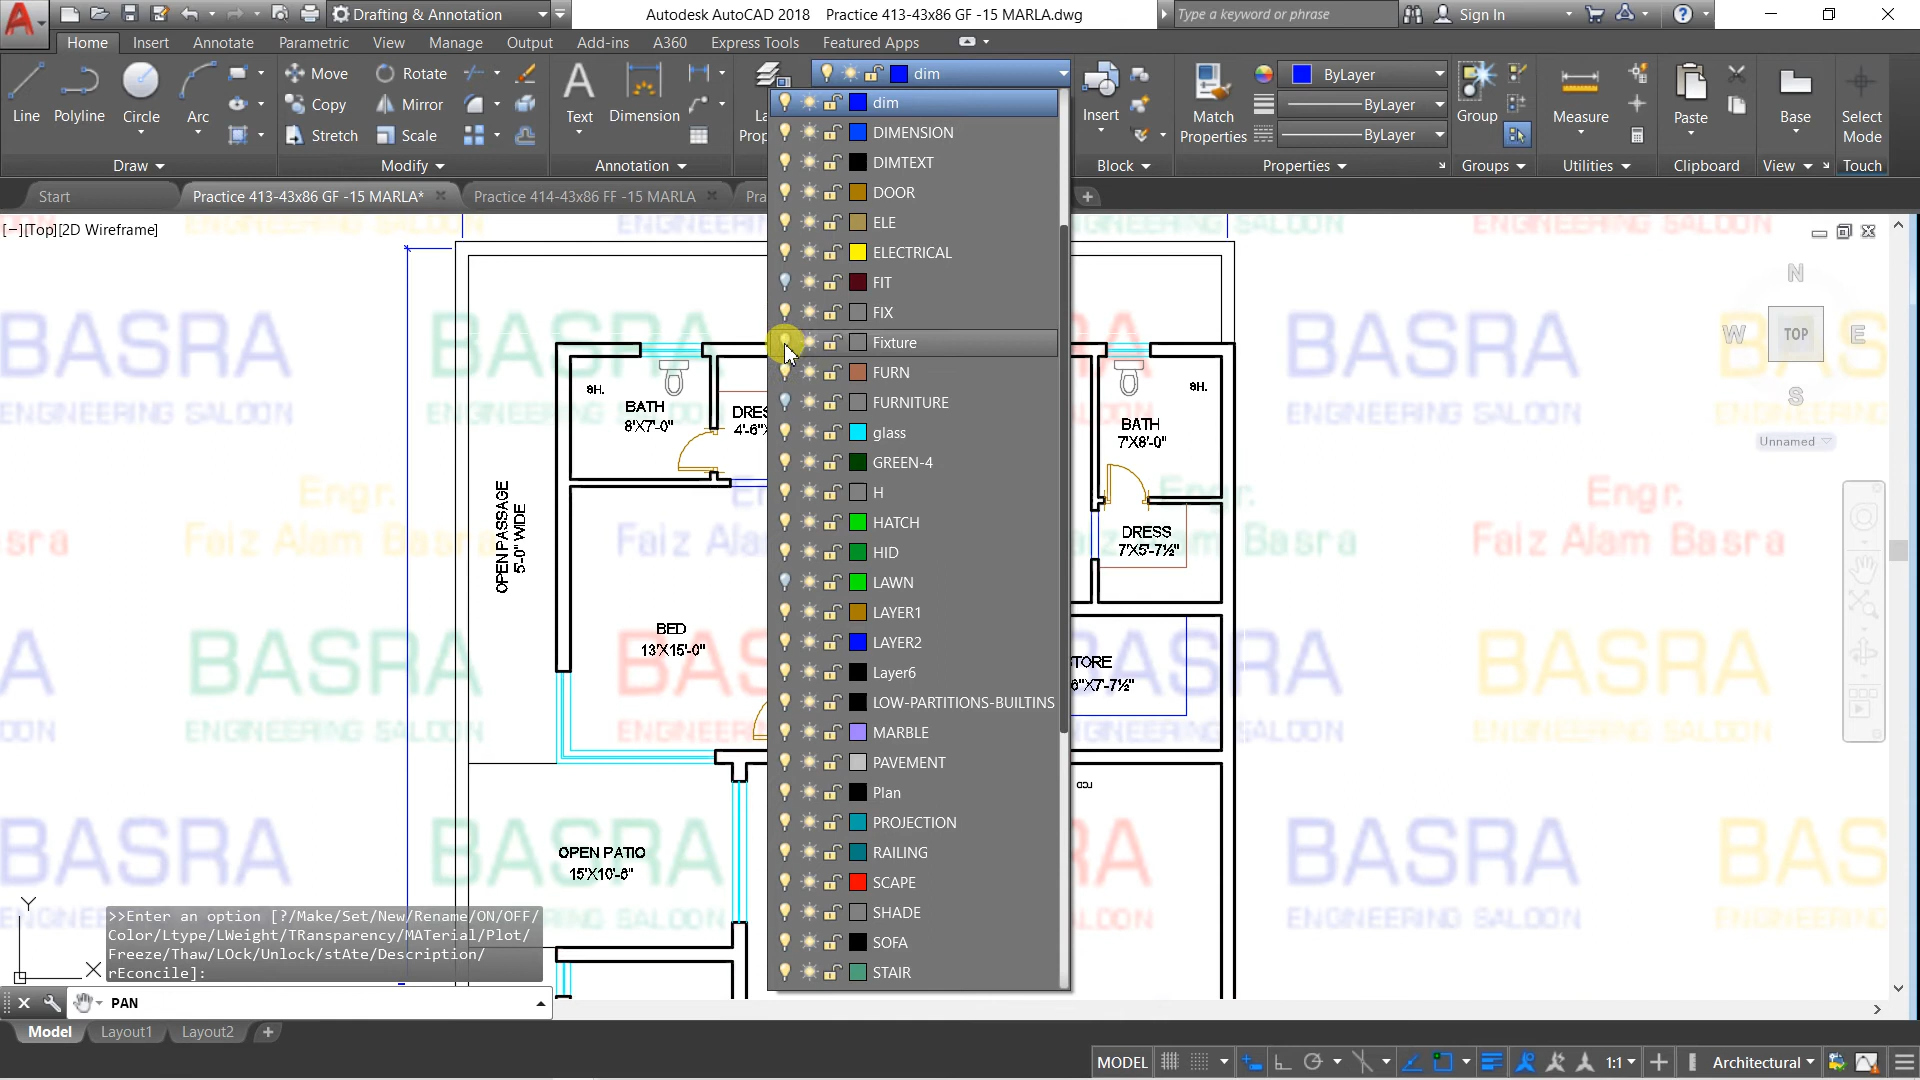 Drafting & Annotation
Autodesk AutoCAD 2018 Practice 413-43x86 GF -15 MARLA.dwg
Type a keyword or phrase
Sign In
Home Insert Annotate Parametric View Manage Output Add-ins A360 Express Tools Featured Apps
Line Polyline Circle Arc
Move Rotate
Copy Mirror
Stretch Scale
Text Dimension
dim
Insert
Match
Properties
ByLayer
ByLayer
ByLayer
Group
Measure
Paste
Base
Select
Mode
Draw Modify Annotation Block Properties Groups Utilities Clipboard View Touch
Start Practice 413-43x86 GF -15 MARLA* Practice 414-43x86 FF -15 MARLA
[−][Top][2D Wireframe]
dim
DIMENSION
DIMTEXT
DOOR
ELE
ELECTRICAL
FIT
FIX
Fixture
FURN
FURNITURE
glass
GREEN-4
H
HATCH
HID
LAWN
LAYER1
LAYER2
Layer6
LOW-PARTITIONS-BUILTINS
MARBLE
PAVEMENT
Plan
PROJECTION
RAILING
SCAPE
SHADE
SOFA
STAIR
BATH
8'X7'-0"
OPEN PASSAGE
5'-0" WIDE
BED
13'X15'-0"
OPEN PATIO
15'X10'-6"
BATH
7'X8'-0"
DRESS
7'X5'-7½"
N
W TOP E
S
Unnamed
BASRA
ENGINEERING SALOON
Engr.
Faiz Alam Basra
>>Enter an option [?/Make/Set/New/Rename/ON/OFF/
Color/Ltype/LWeight/TRansparency/MATerial/Plot/
Freeze/Thaw/LOck/Unlock/stAte/Description/
rEconcile]:
PAN
Y
X
Model Layout1 Layout2
MODEL 1:1 Architectural